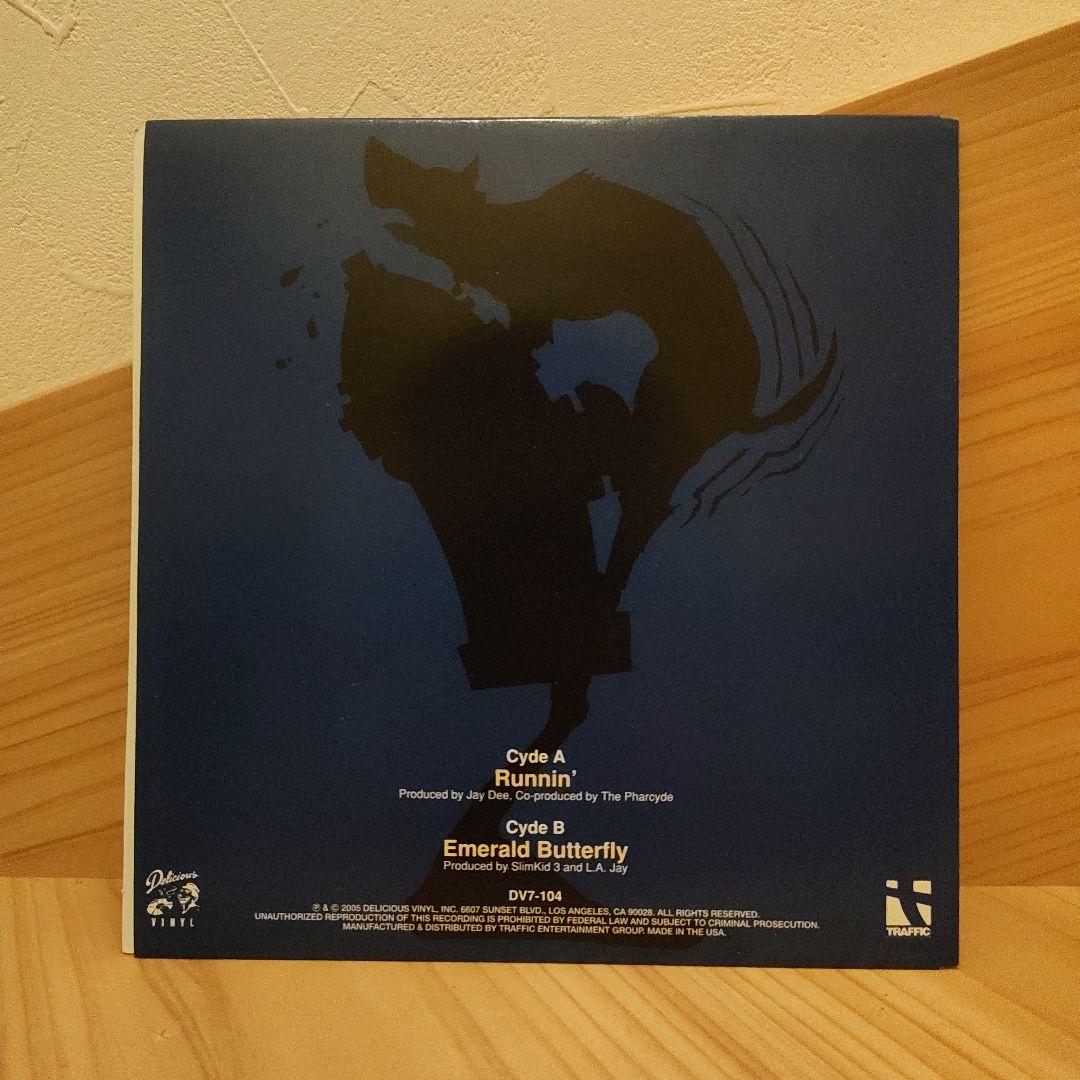 Cyde A
Runnin'
Produced by Jay Dee, Co-produced by The Pharcyde
Cyde B
Emerald Butterfly
Produced by SlimKid 3 and L.A. Jay
DV7-104
℗ & © 2005 DELICIOUS VINYL, INC. 6607 SUNSET BLVD., LOS ANGELES, CA 90028. ALL RIGHTS RESERVED.
UNAUTHORIZED REPRODUCTION OF THIS RECORDING IS PROHIBITED BY FEDERAL LAW AND SUBJECT TO CRIMINAL PROSECUTION.
MANUFACTURED & DISTRIBUTED BY TRAFFIC ENTERTAINMENT GROUP. MADE IN THE USA.
Delicious
VINYL
TRAFFIC